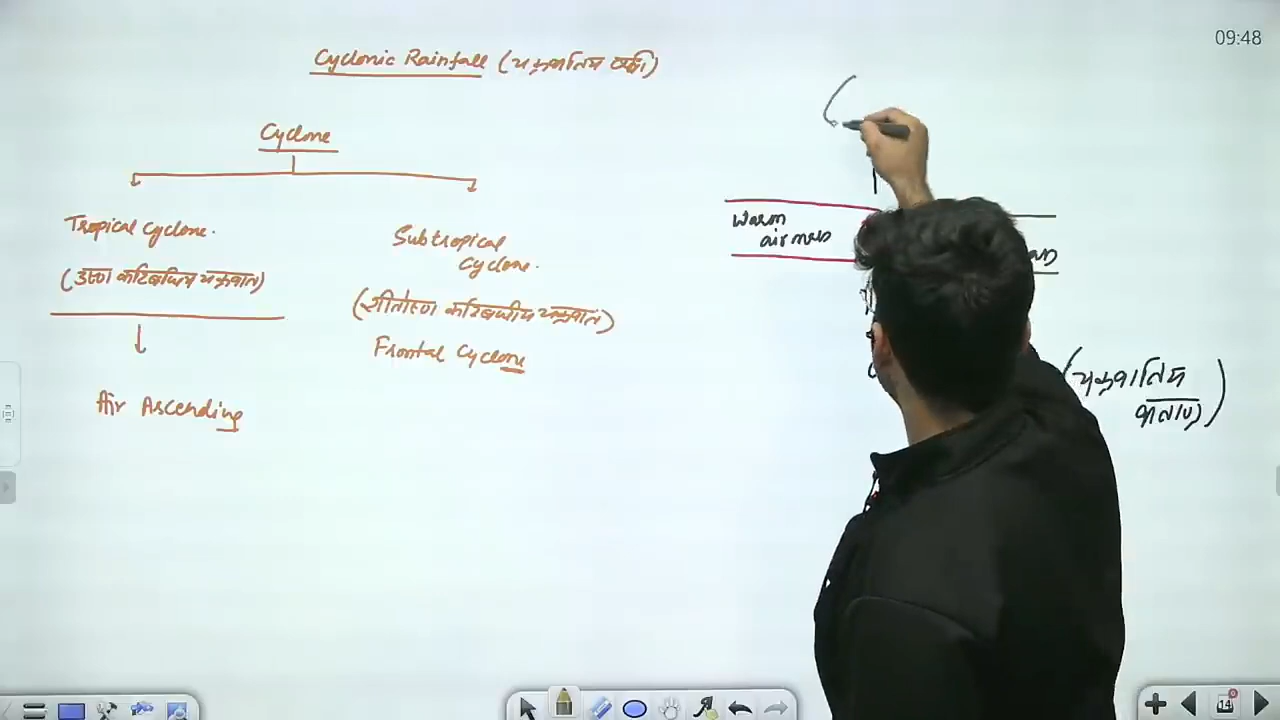 09:48
Cyclonic Rainfall (चक्रवातिय वर्षा)
Cyclone
Tropical Cyclone.
(उष्ण कटिबंधिय चक्रवात)
Air Ascending
Subtropical
Cyclone.
(शीतोष्ण कटिबंधीय चक्रवात)
Frontal Cyclone
Warm
air mass
(चक्रवातिय
वाताग्र)
14